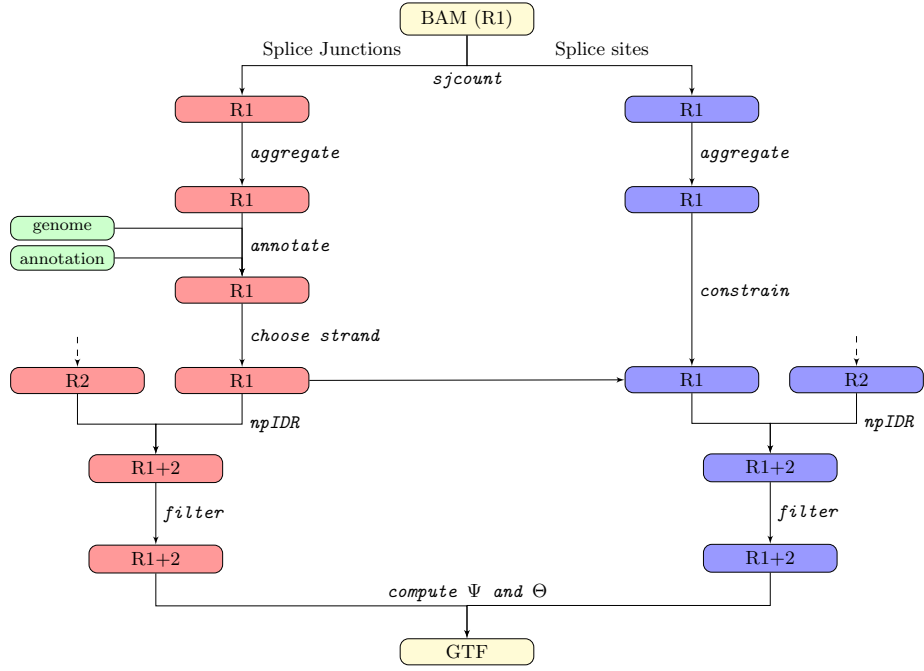 BAM (R1)
Splice Junctions
Splice sites
sjcount
R1
R1
aggregate
aggregate
R1
R1
genome
annotate
annotation
R1
constrain
choose strand
R2
R1
R1
R2
npIDR
npIDR
R1+2
R1+2
filter
filter
R1+2
R1+2
compute Ψ and Θ
GTF